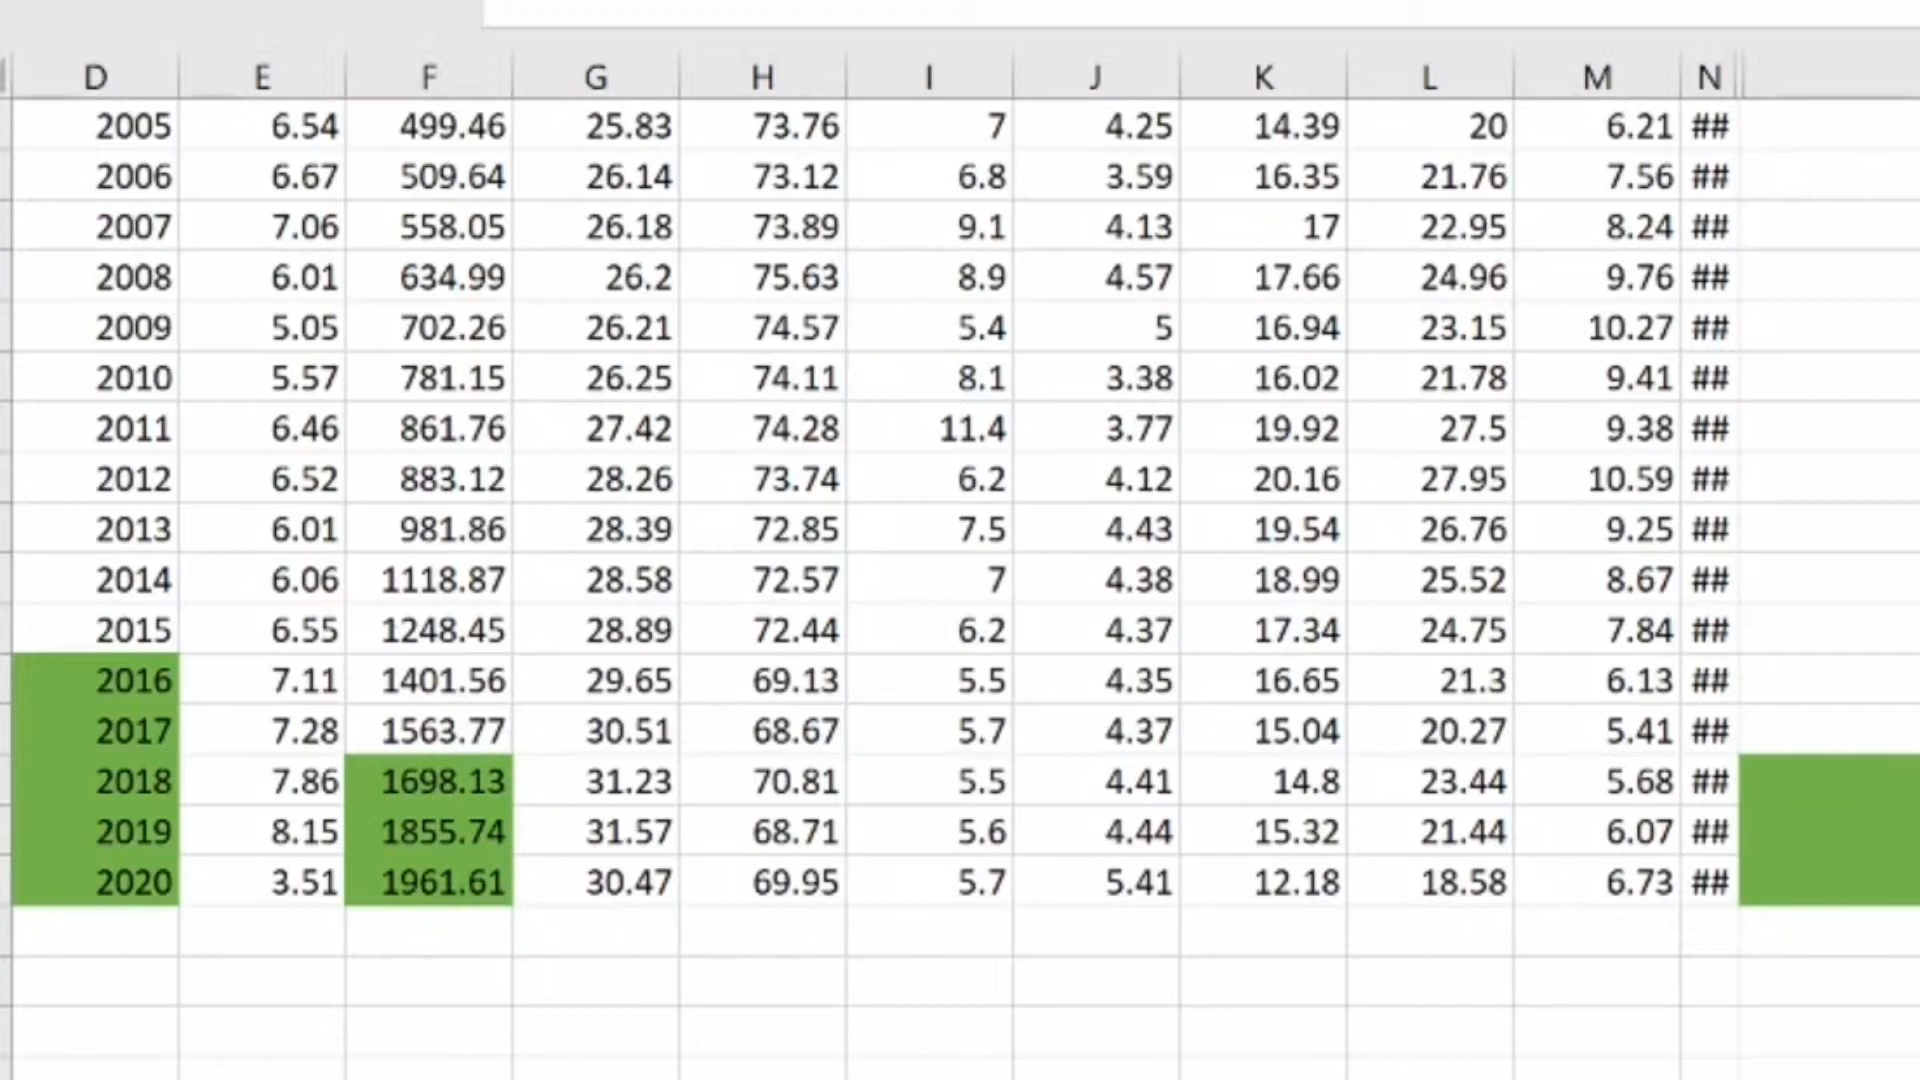 D E F G H I J K L M N
2005 6.54 499.46 25.83 73.76 7 4.25 14.39 20 6.21 ##
2006 6.67 509.64 26.14 73.12 6.8 3.59 16.35 21.76 7.56 ##
2007 7.06 558.05 26.18 73.89 9.1 4.13 17 22.95 8.24 ##
2008 6.01 634.99 26.2 75.63 8.9 4.57 17.66 24.96 9.76 ##
2009 5.05 702.26 26.21 74.57 5.4 5 16.94 23.15 10.27 ##
2010 5.57 781.15 26.25 74.11 8.1 3.38 16.02 21.78 9.41 ##
2011 6.46 861.76 27.42 74.28 11.4 3.77 19.92 27.5 9.38 ##
2012 6.52 883.12 28.26 73.74 6.2 4.12 20.16 27.95 10.59 ##
2013 6.01 981.86 28.39 72.85 7.5 4.43 19.54 26.76 9.25 ##
2014 6.06 1118.87 28.58 72.57 7 4.38 18.99 25.52 8.67 ##
2015 6.55 1248.45 28.89 72.44 6.2 4.37 17.34 24.75 7.84 ##
2016 7.11 1401.56 29.65 69.13 5.5 4.35 16.65 21.3 6.13 ##
2017 7.28 1563.77 30.51 68.67 5.7 4.37 15.04 20.27 5.41 ##
2018 7.86 1698.13 31.23 70.81 5.5 4.41 14.8 23.44 5.68 ##
2019 8.15 1855.74 31.57 68.71 5.6 4.44 15.32 21.44 6.07 ##
2020 3.51 1961.61 30.47 69.95 5.7 5.41 12.18 18.58 6.73 ##